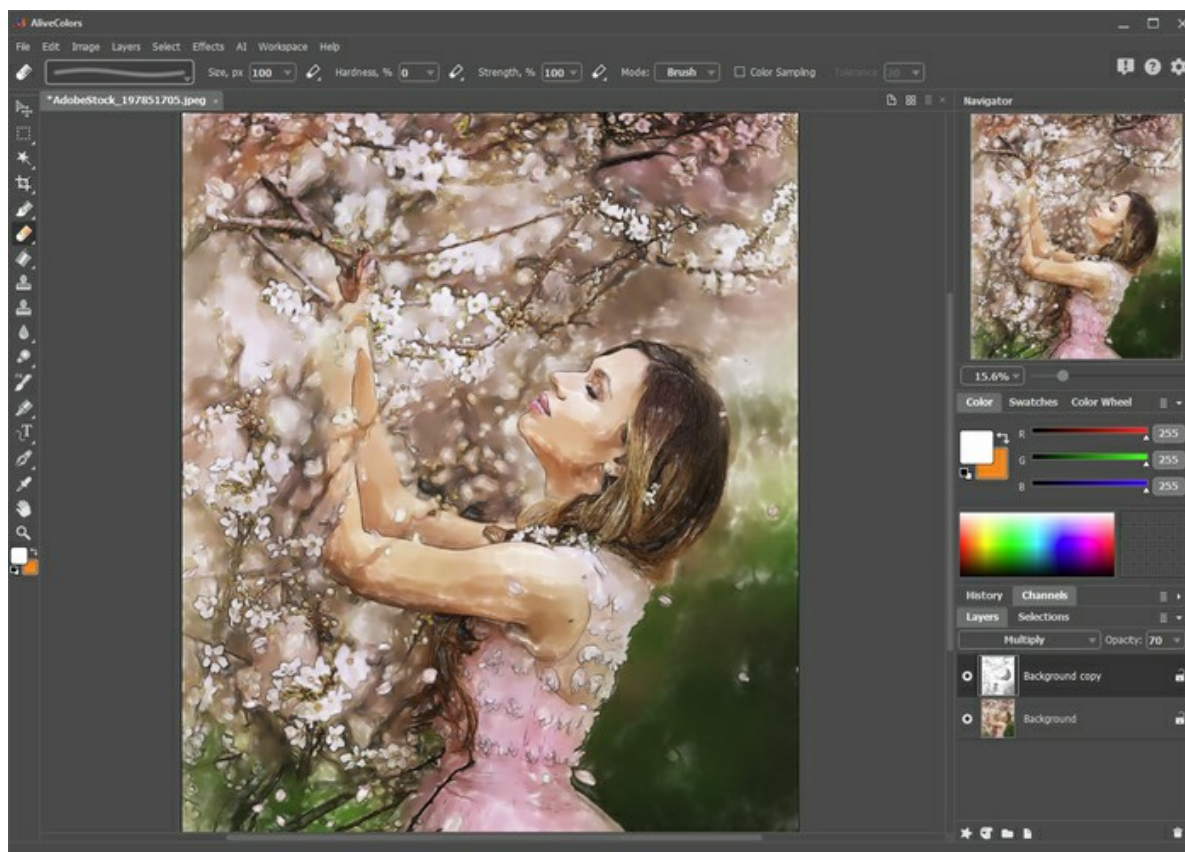 AliveColors
File Edit Image Layers Select Effects AI Workspace Help
Size, px 100 Hardness, % 0 Strength, % 100 Mode: Brush Color Sampling Tolerance 20
*AdobeStock_197851705.jpeg
Navigator
15.6%
Color Swatches Color Wheel
R 255
G 255
B 255
History Channels
Layers Selections
Multiply Opacity: 70
Background copy
Background